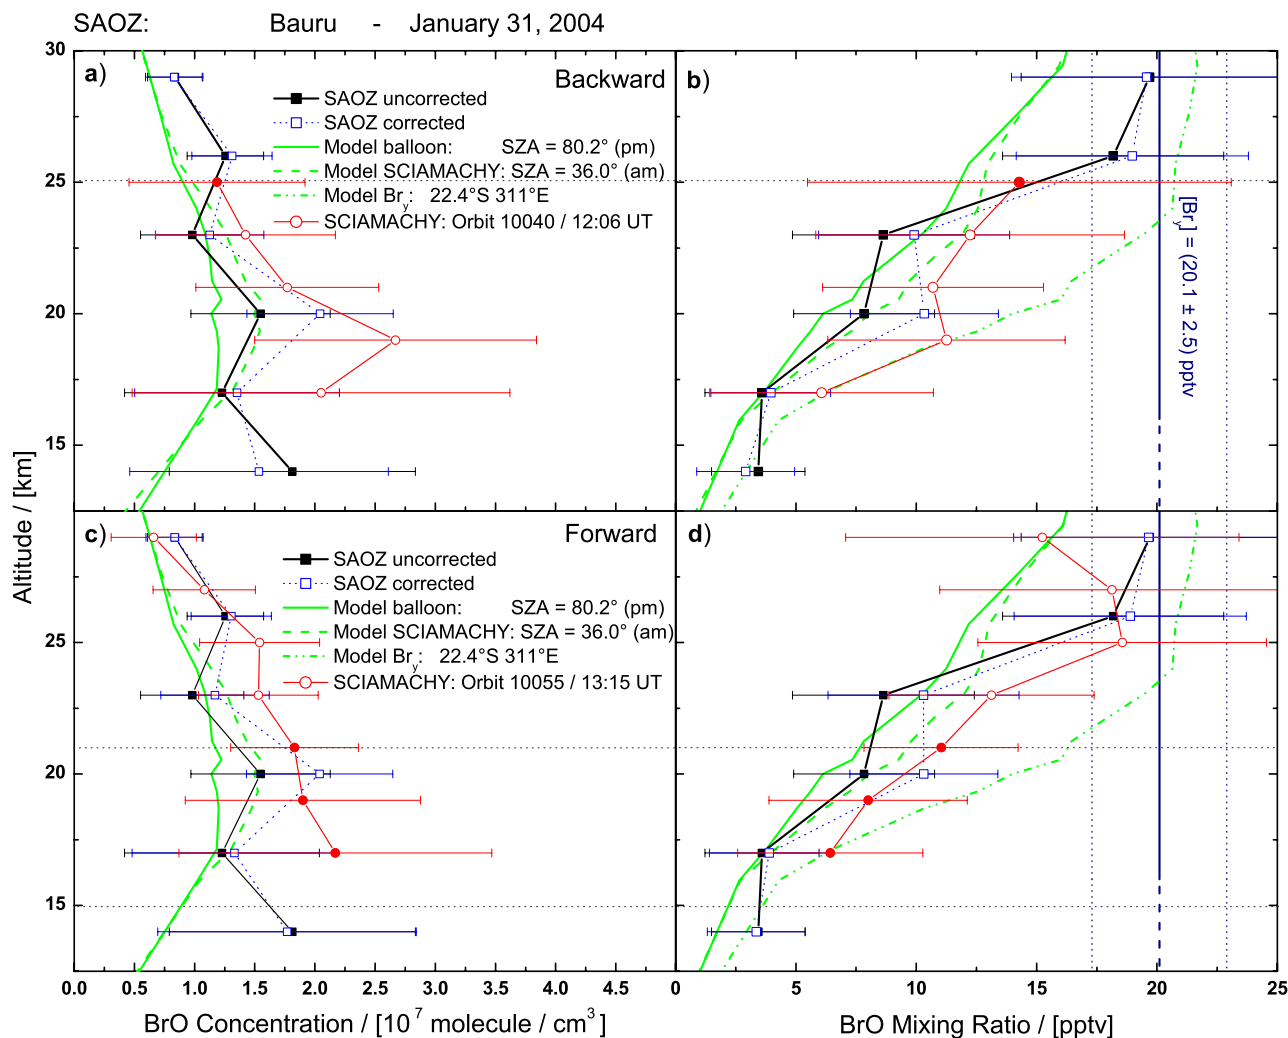 SAOZ: Bauru - January 31, 2004
a)
Backward
SAOZ uncorrected
SAOZ corrected
Model balloon: SZA = 80.2° (pm)
Model SCIAMACHY: SZA = 36.0° (am)
Model Bry: 22.4°S 311°E
SCIAMACHY: Orbit 10040 / 12:06 UT
b)
[Bry] = (20.1 ± 2.5) pptv
30
25
20
15
c)
Forward
SAOZ uncorrected
SAOZ corrected
Model balloon: SZA = 80.2° (pm)
Model SCIAMACHY: SZA = 36.0° (am)
Model Bry: 22.4°S 311°E
SCIAMACHY: Orbit 10055 / 13:15 UT
d)
25
20
15
Altitude / [km]
0.0 0.5 1.0 1.5 2.0 2.5 3.0 3.5 4.0 4.5
0 5 10 15 20 25
BrO Concentration / [10^7 molecule / cm^3]
BrO Mixing Ratio / [pptv]